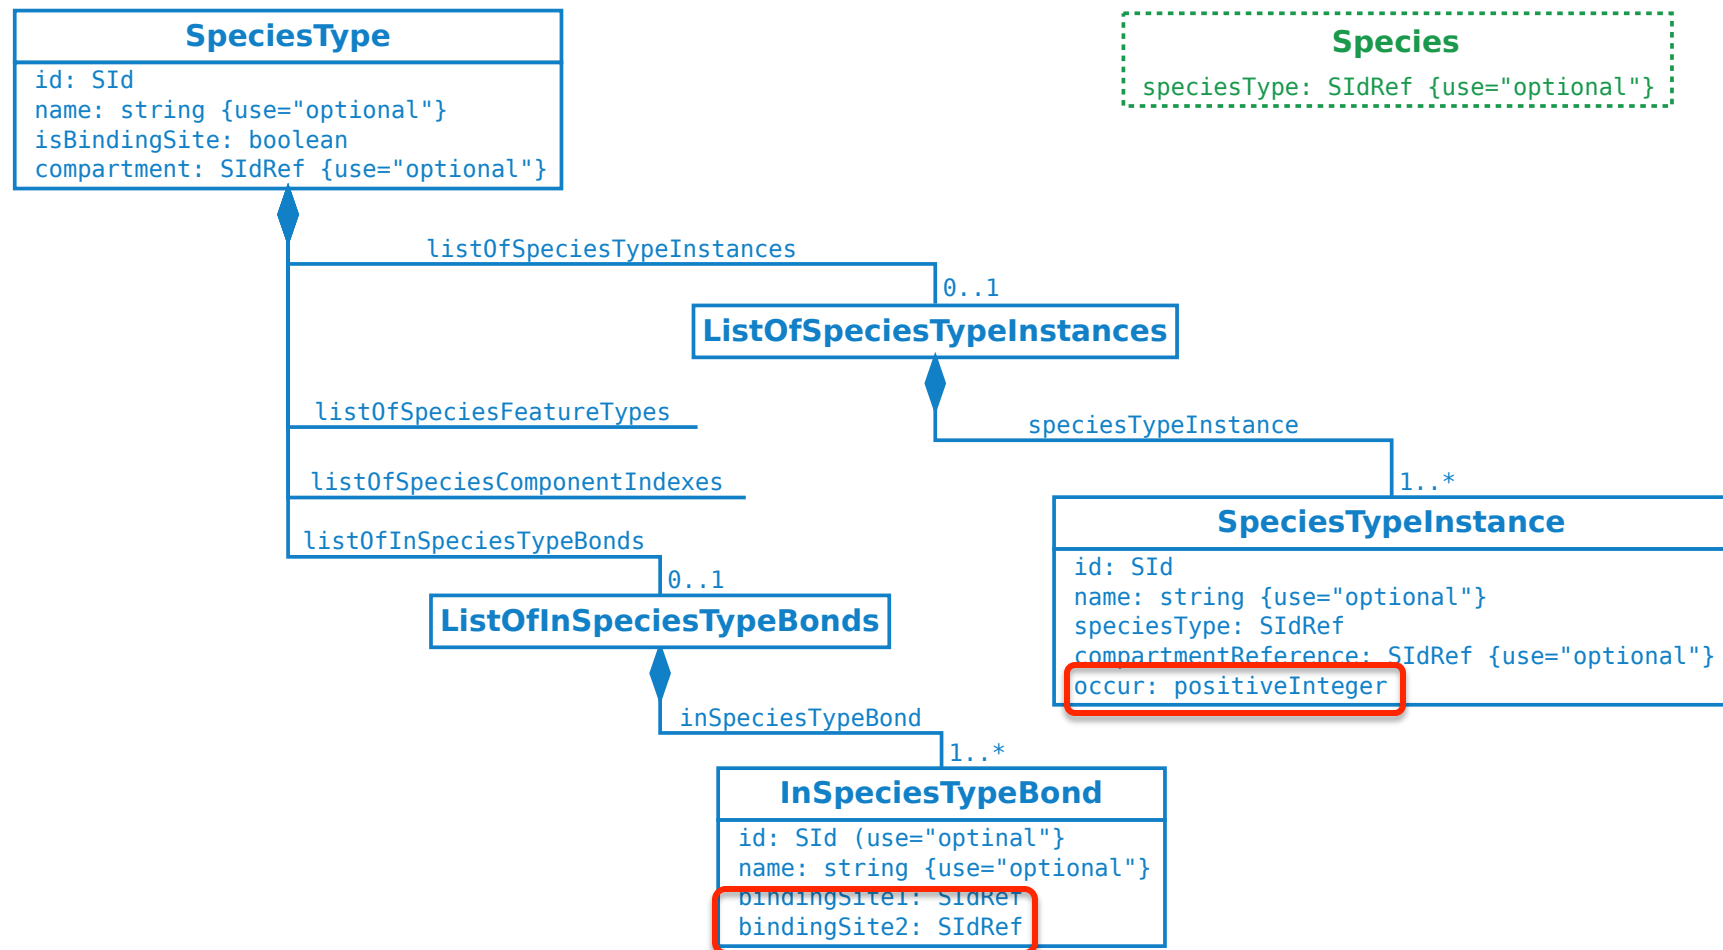 SpeciesType
id: SId
name: string {use="optional"}
isBindingSite: boolean
compartment: SIdRef {use="optional"}
Species
speciesType: SIdRef {use="optional"}
listOfSpeciesTypeInstances
0..1
ListOfSpeciesTypeInstances
listOfSpeciesFeatureTypes
speciesTypeInstance
listOfSpeciesComponentIndexes
1..*
SpeciesTypeInstance
id: SId
name: string {use="optional"}
speciesType: SIdRef
compartmentReference: SIdRef {use="optional"}
occur: positiveInteger
listOfInSpeciesTypeBonds
0..1
ListOfInSpeciesTypeBonds
inSpeciesTypeBond
1..*
InSpeciesTypeBond
id: SId (use="optinal"}
name: string {use="optional"}
bindingSite1: SIdRef
bindingSite2: SIdRef